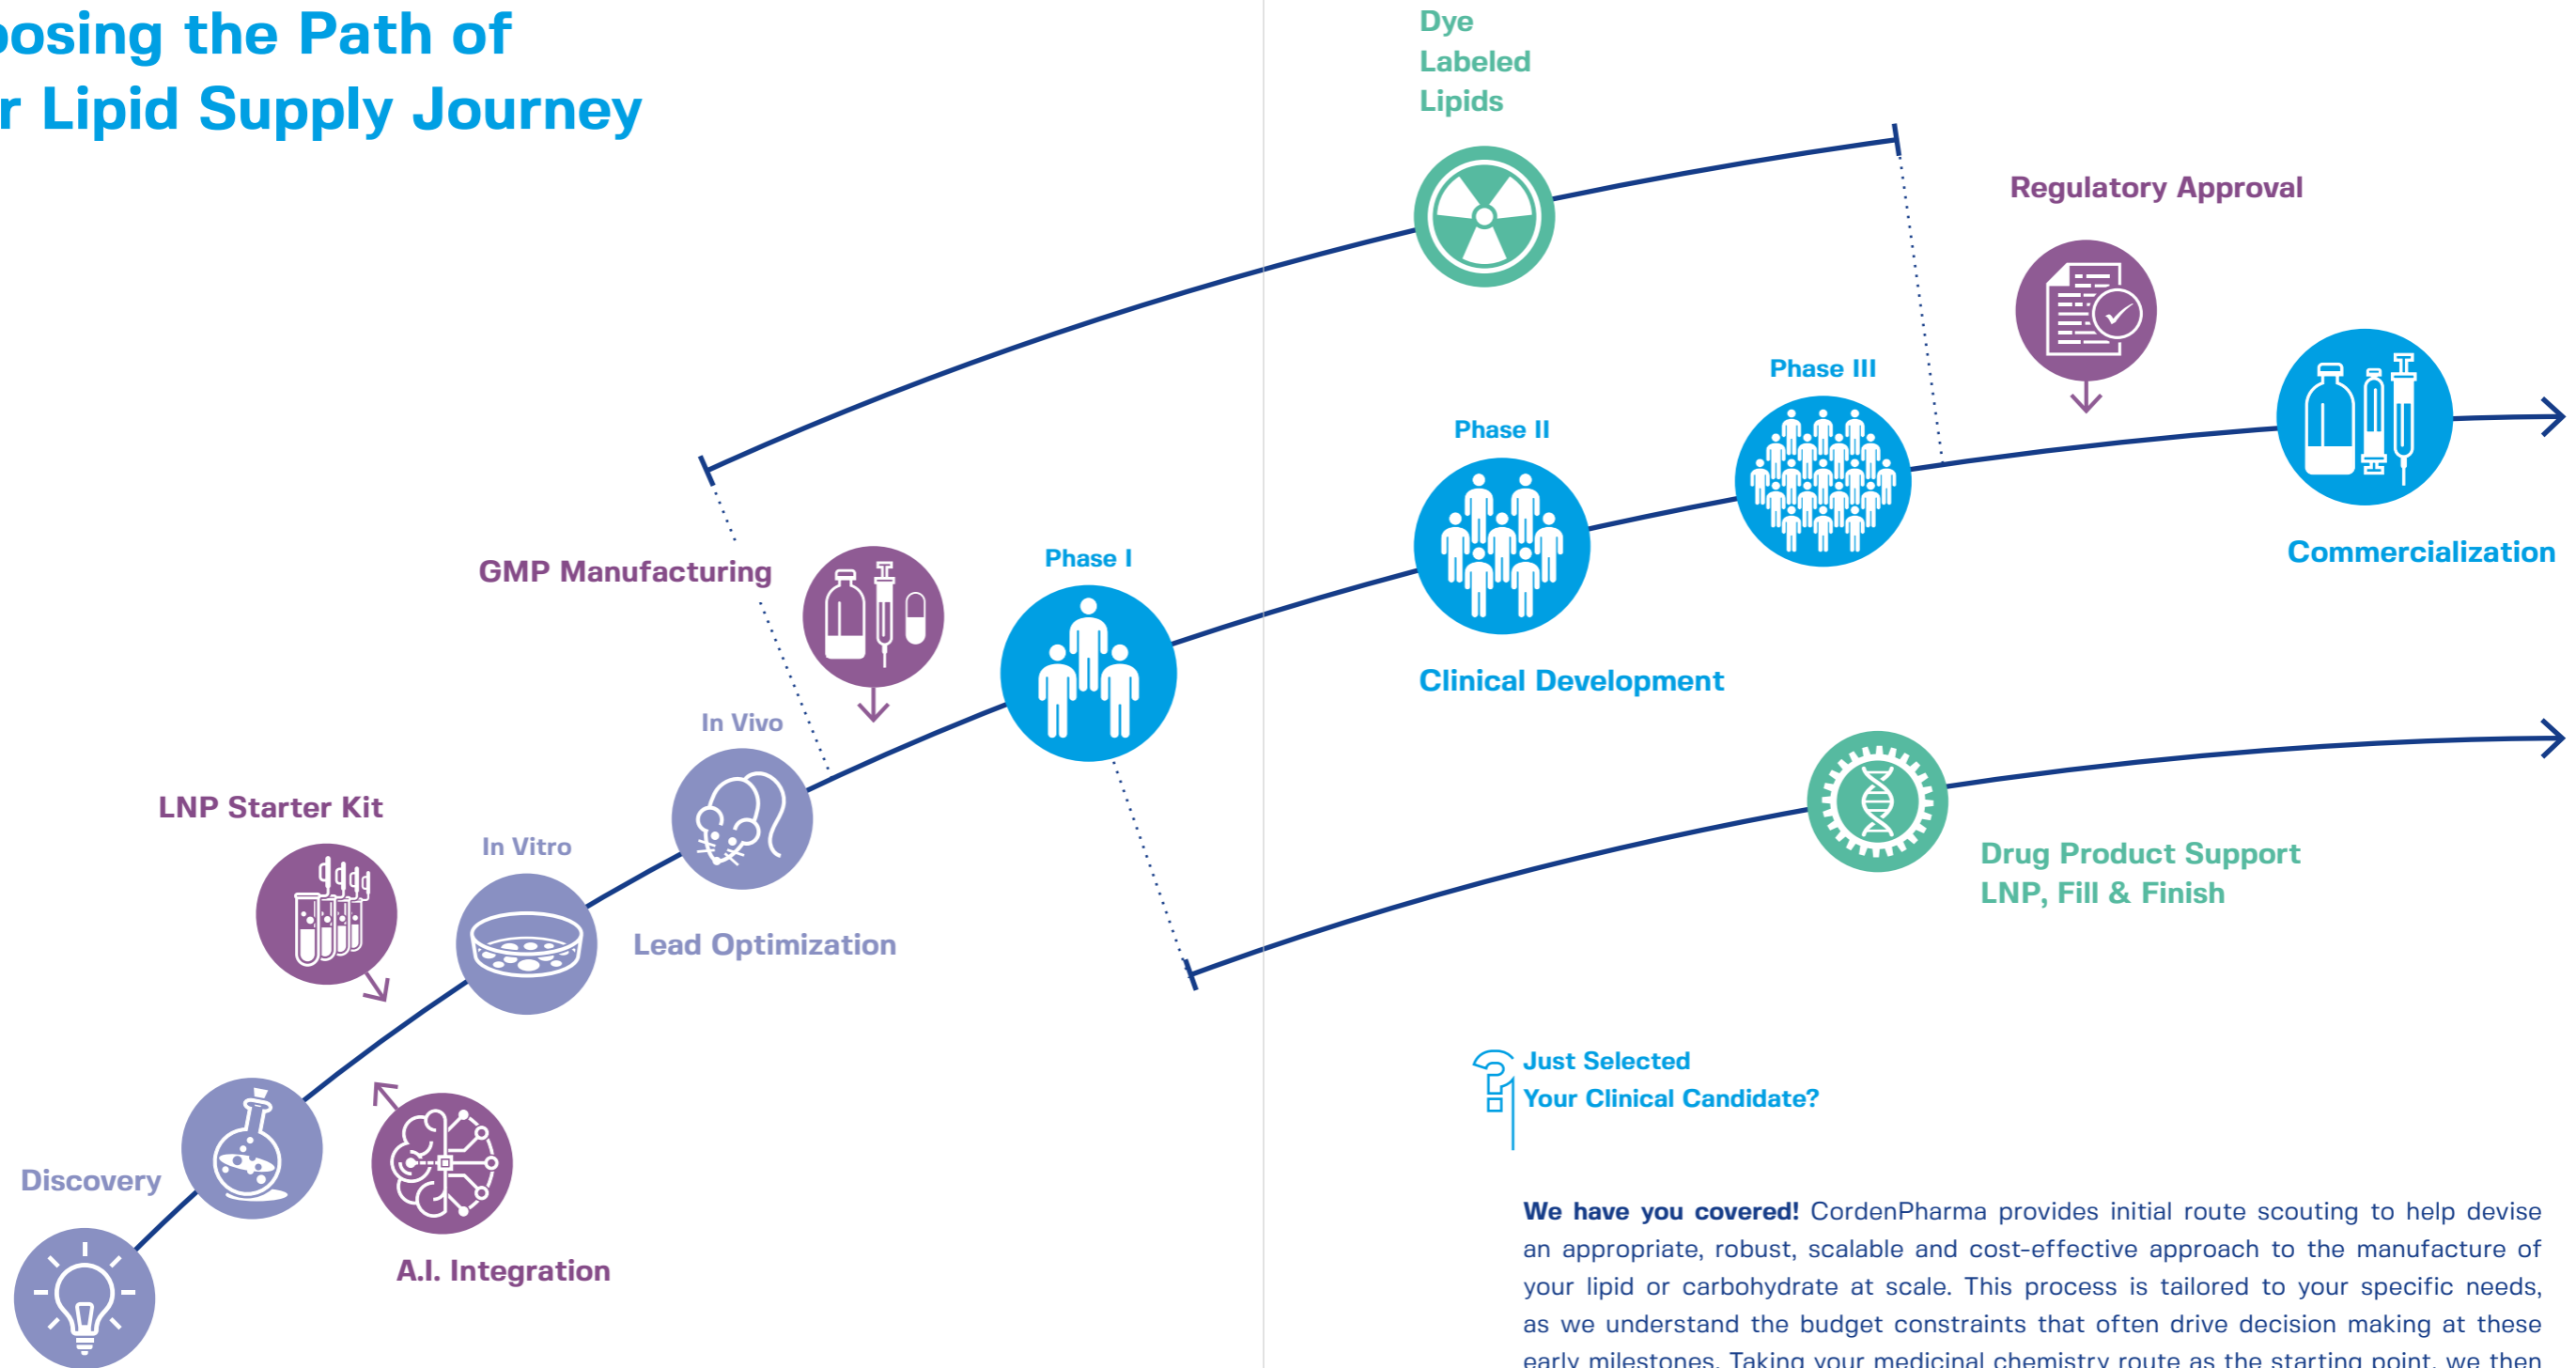 osing the Path of
r Lipid Supply Journey
Dye
Labeled
Lipids
Regulatory Approval
Phase III
Phase II
Commercialization
Phase I
GMP Manufacturing
Clinical Development
In Vivo
LNP Starter Kit
In Vitro
Drug Product Support
LNP, Fill & Finish
Lead Optimization
Just Selected
Your Clinical Candidate?
Discovery
A.I. Integration
We have you covered! CordenPharma provides initial route scouting to help devise
an appropriate, robust, scalable and cost-effective approach to the manufacture of
your lipid or carbohydrate at scale. This process is tailored to your specific needs,
as we understand the budget constraints that often drive decision making at these
early milestones. Taking your medicinal chemistry route as the starting point, we then